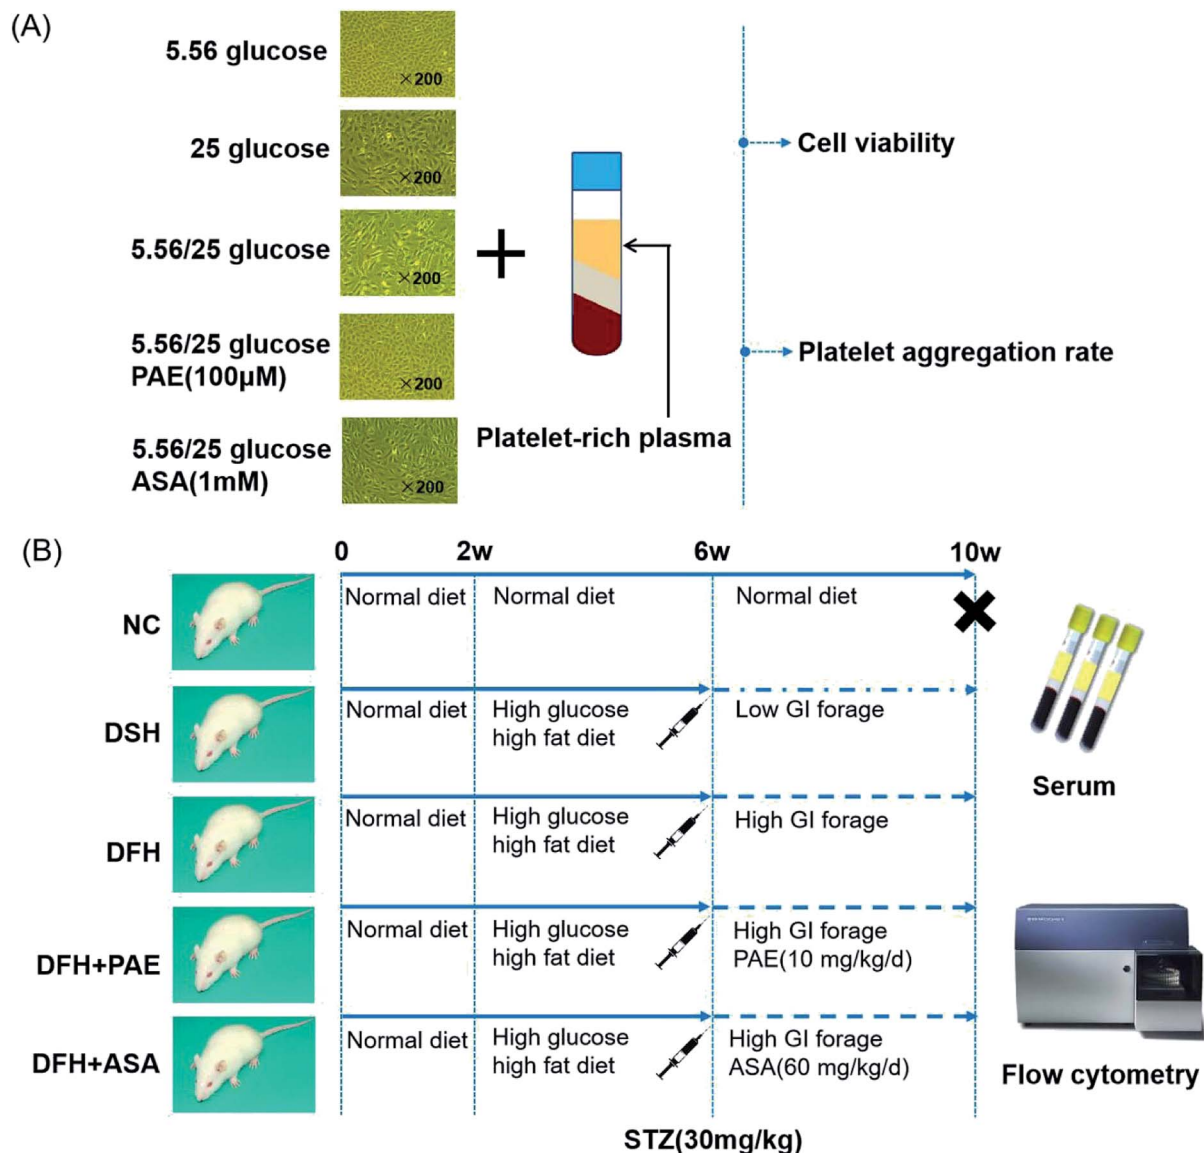 (A)
5.56 glucose
×200
25 glucose
×200
5.56/25 glucose
×200
5.56/25 glucose
PAE(100μM)
×200
5.56/25 glucose
ASA(1mM)
×200
+
Platelet-rich plasma
Cell viability
Platelet aggregation rate
(B)
0 2w 6w 10w
NC
Normal diet Normal diet Normal diet
DSH
Normal diet High glucose Low GI forage
high fat diet
DFH
Normal diet High glucose High GI forage
high fat diet
DFH+PAE
Normal diet High glucose High GI forage
high fat diet PAE(10 mg/kg/d)
DFH+ASA
Normal diet High glucose High GI forage
high fat diet ASA(60 mg/kg/d)
STZ(30mg/kg)
Serum
Flow cytometry